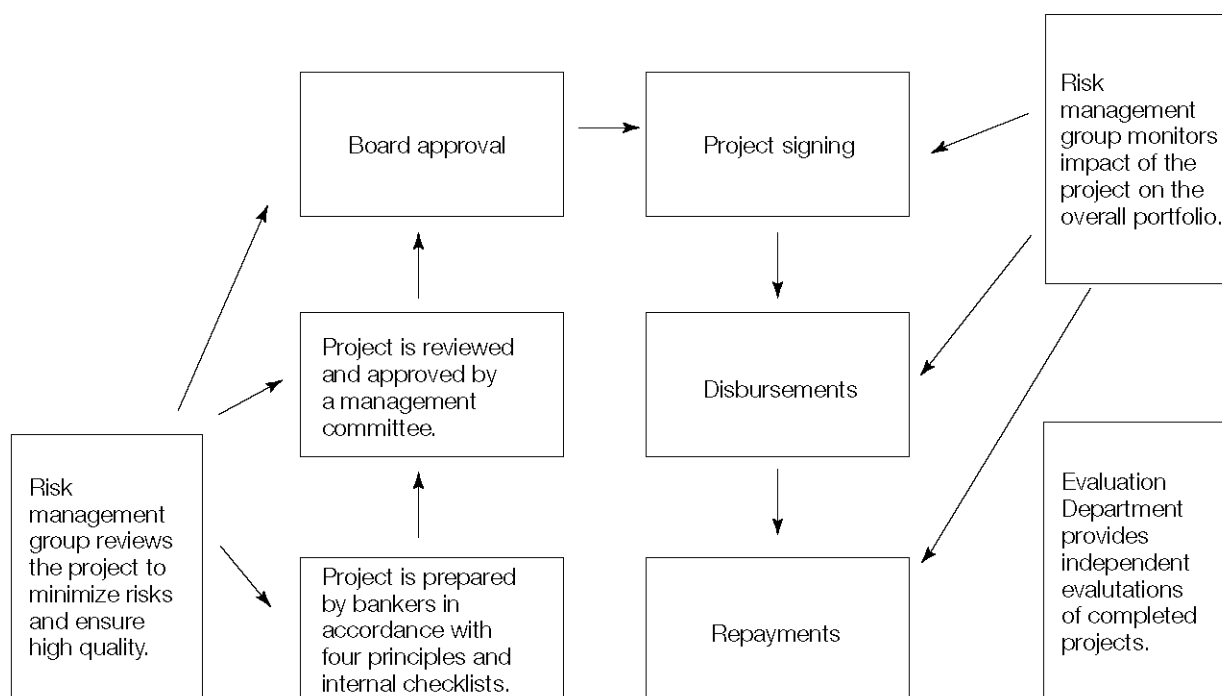 Board approval
Project signing
Risk
management
group monitors
impact of the
project on the
overall portfolio.
Project is reviewed
and approved by
a management
committee.
Disbursements
Risk
management
group reviews
the project to
minimize risks
and ensure
high quality.
Project is prepared
by bankers in
accordance with
four principles and
internal checklists.
Repayments
Evaluation
Department
provides
independent
evalutations
of completed
projects.